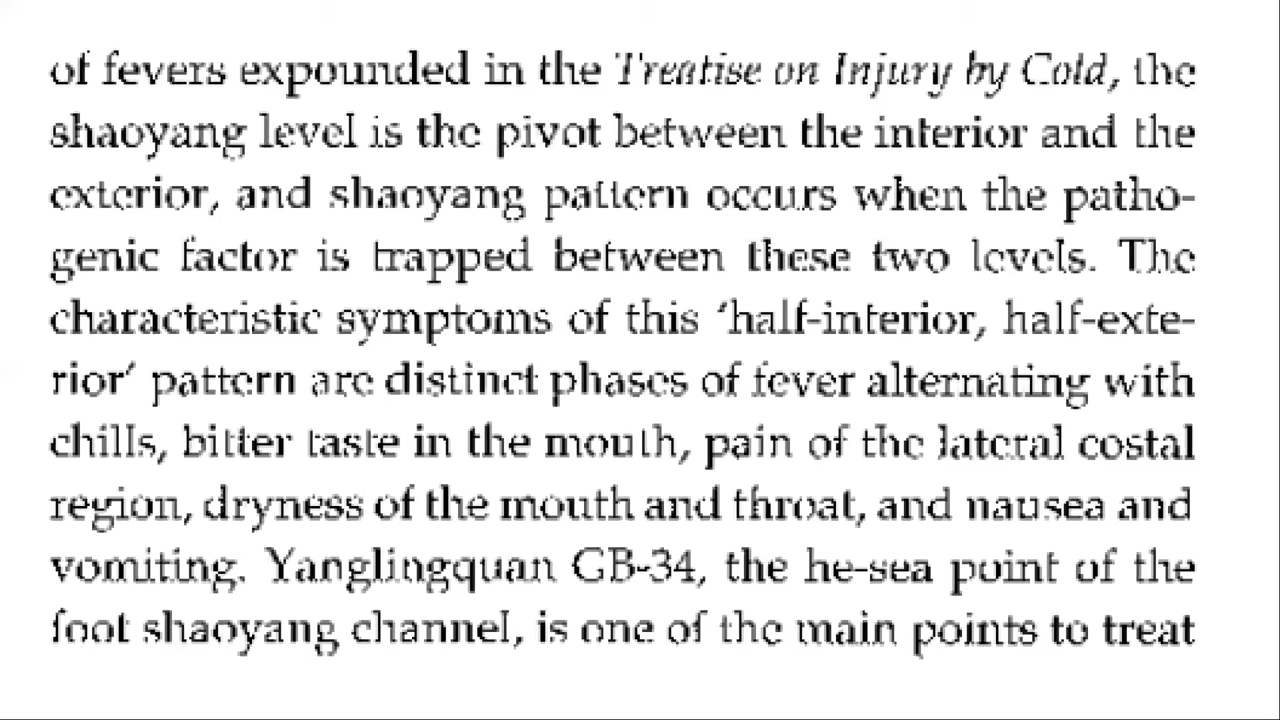 of fevers expounded in the Treatise on Injury by Cold, the
shaoyang level is the pivot between the interior and the
exterior, and shaoyang pattern occurs when the patho-
genic factor is trapped between these two levels. The
characteristic symptoms of this ‘half-interior, half-exte-
rior’ pattern are distinct phases of fever alternating with
chills, bitter taste in the mouth, pain of the lateral costal
region, dryness of the mouth and throat, and nausea and
vomiting. Yanglingquan GB-34, the he-sea point of the
foot shaoyang channel, is one of the main points to treat